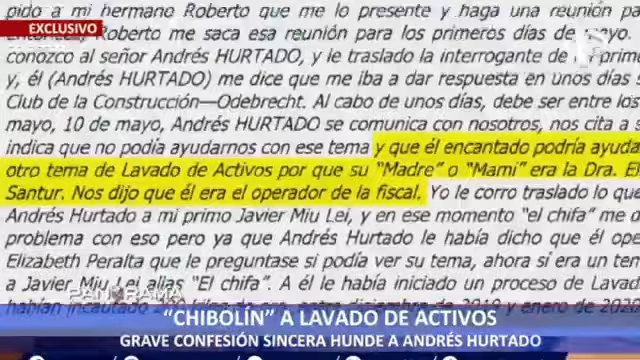 pido a mi hermano Roberto que me lo presente y haga una reunión pa
EXCLUSIVO
Roberto me saca esa reunión para los primeros días de mayo.
conozco al señor Andrés HURTADO, y le traslado la interrogante de
y, él (Andrés HURTADO) me dice que me iba a dar respuesta en unos días s
Club de la Construcción—Odebrecht. Al cabo de unos días, debe ser entre los
mayo, 10 de mayo, Andrés HURTADO se comunica con nosotros, nos cita a s
indica que no podía ayudarnos con ese tema y que él encantado podría ayuda
otro tema de Lavado de Activos por que su "Madre" o "Mami" era la Dra. El
Santur. Nos dijo que él era el operador de la fiscal. Yo le corro traslado lo qu
Andrés Hurtado a mi primo Javier Miu Lei, y en ese momento "el chifa" me
problema con eso pero ya que Andrés Hurtado le había dicho que él op
Elizabeth Peralta que le preguntase si podía ver su tema, ahora sí era un tem
a Javier Miu Lei alias "El chifa". A él le había iniciado un proceso de Lavad
PANORAMA
habían incautado
"CHIBOLÍN" A LAVADO DE ACTIVOS
GRAVE CONFESIÓN SINCERA HUNDE A ANDRÉS HURTADO